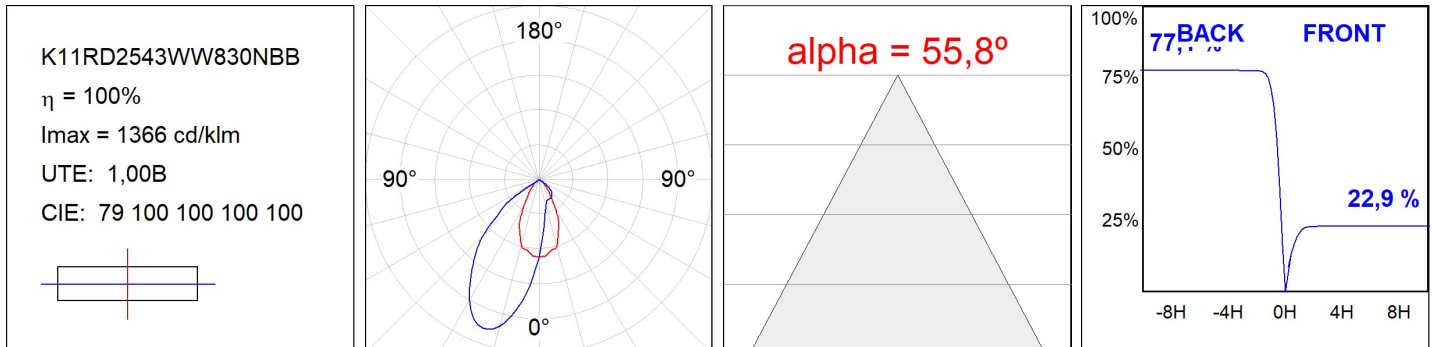 K11RD2543WW830NBB
η = 100%
Imax = 1366 cd/klm
UTE: 1,00B
CIE: 79 100 100 100 100
180°
90° 90°
0°
alpha = 55,8º
100%
BACK FRONT
75%
50%
22,9 %
25%
-8H -4H 0H 4H 8H